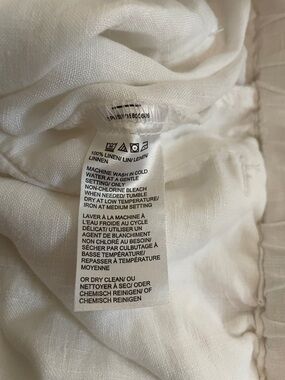 100% LINEN/ LIN/ LEINEN/
LINNEN
MACHINE WASH IN COLD
WATER AT A GENTLE
SETTING/ ONLY
NON-CHLORINE BLEACH
WHEN NEEDED/ TUMBLE
DRY AT LOW TEMPERATURE/
IRON AT MEDIUM SETTING
LAVER À LA MACHINE À
L'EAU FROIDE AU CYCLE
DÉLICAT/ UTILISER UN
AGENT DE BLANCHIMENT
NON CHLORÉ AU BESOIN/
SÉCHER PAR CULBUTAGE À
BASSE TEMPÉRATURE/
REPASSER À TEMPÉRATURE
MOYENNE
OR DRY CLEAN/ OU
NETTOYER À SEC/ ODER
CHEMISCH REINIGEN/ OF
CHEMISCH REINIGEN